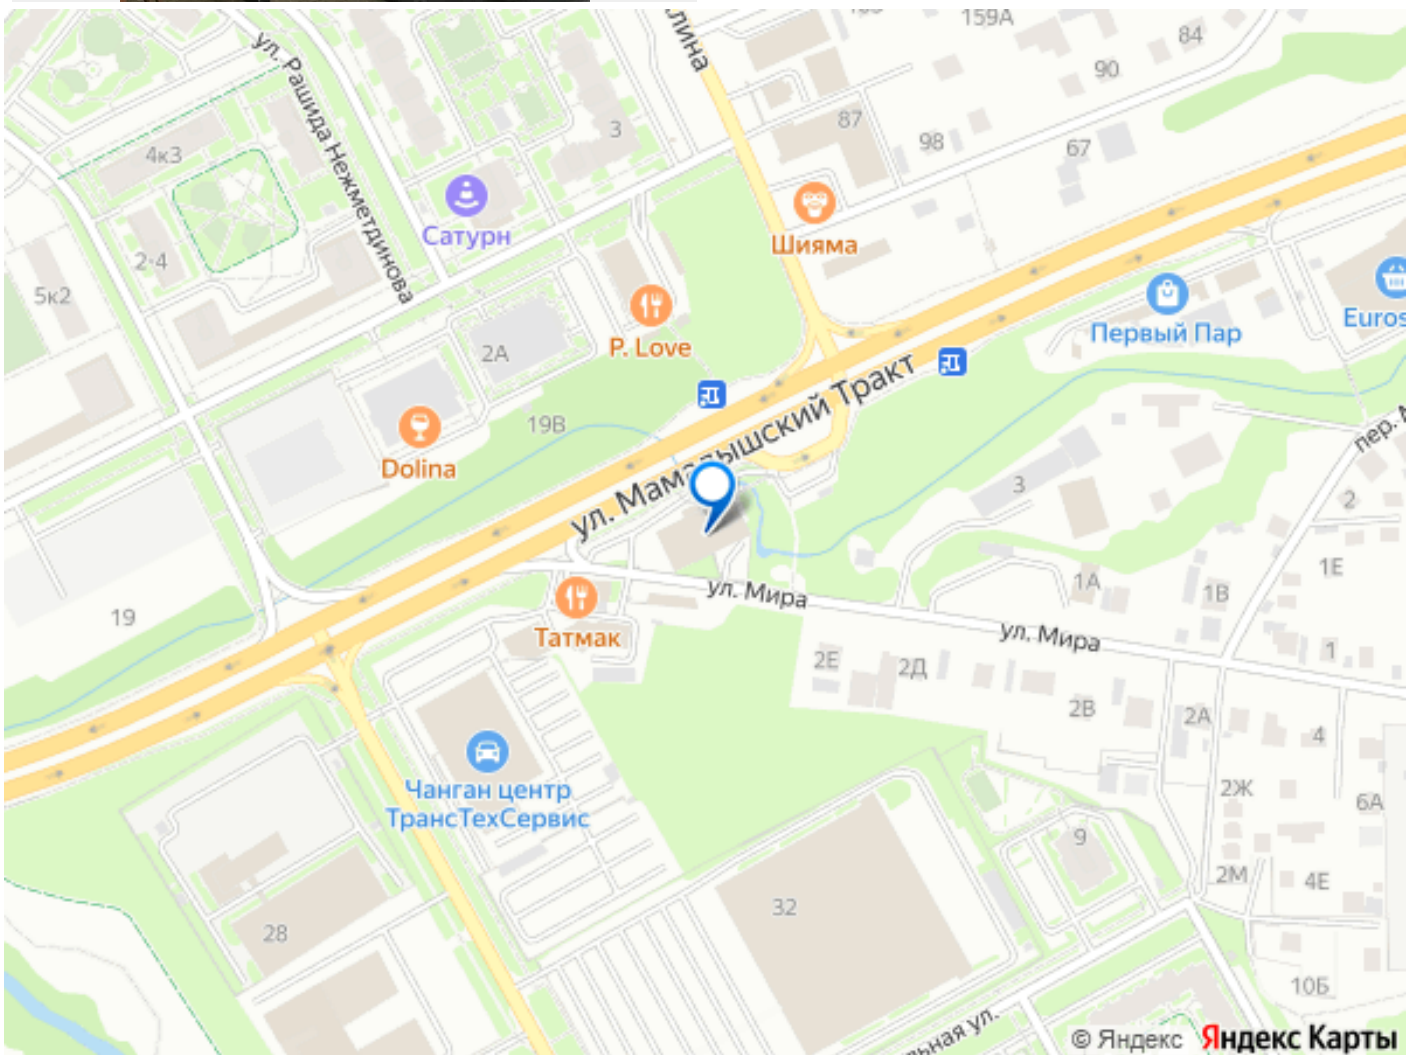 159А
84
90
ул. Рашида Нежметдинова
3
87
98
67
4к3
Сатурн
Шияма
2-4
5к2
Первый Пар
Euros
P. Love
2А
ул. Мамадышский Тракт
19В
Dolina
пер.
3
2
1Е
1А
1В
ул. Мира
19
Татмак
ул. Мира
1
2Е
2Д
2В
2А
4
Чанган центр
ТрансТехСервис
2Ж
6А
9
2М
4Е
32
28
10Б
© Яндекс Яндекс Карты